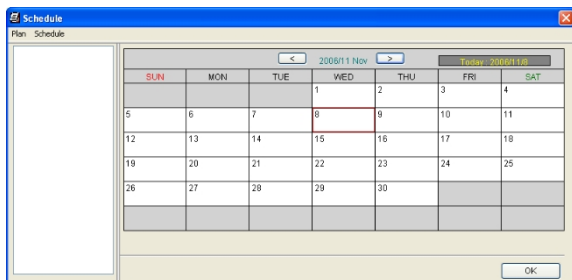 Schedule
Plan Schedule
< 2006/11 Nov > Today : 2006/11/8
SUN MON TUE WED THU FRI SAT
1 2 3 4
5 6 7 8 9 10 11
12 13 14 15 16 17 18
19 20 21 22 23 24 25
26 27 28 29 30
OK